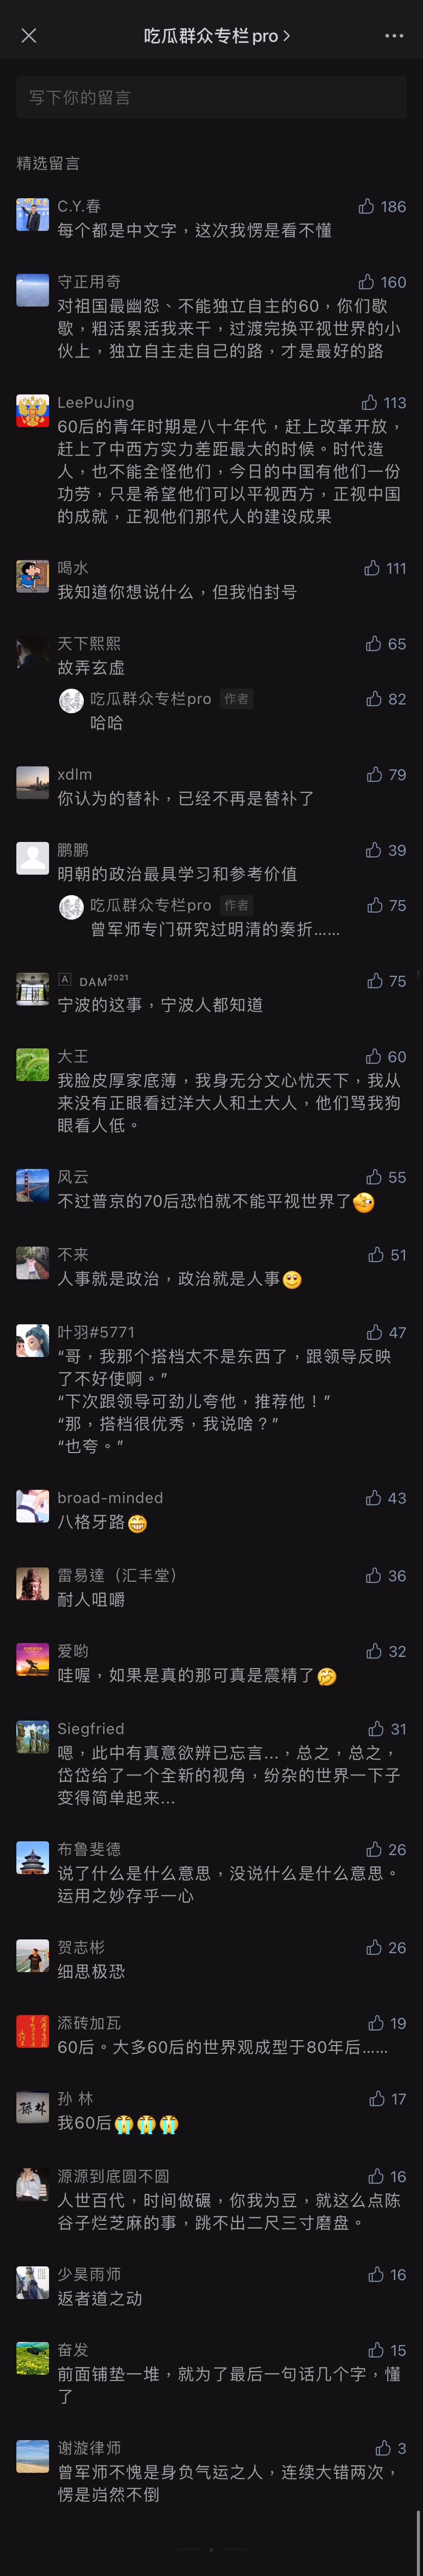 吃瓜群众专栏pro
写下你的留言
精选留言
C.Y.春
186
每个都是中文字，这次我愣是看不懂
守正用奇
160
对祖国最幽怨、不能独立自主的60，你们歇
歇，粗活累活我来干，过渡完换平视世界的小
伙上，独立自主走自己的路，才是最好的路
LeePuJing
113
60后的青年时期是八十年代，赶上改革开放，
赶上了中西方实力差距最大的时候。时代造
人，也不能全怪他们，今日的中国有他们一份
功劳，只是希望他们可以平视西方，正视中国
的成就，正视他们那代人的建设成果
喝水
111
我知道你想说什么，但我怕封号
天下熙熙
65
故弄玄虚
吃瓜群众专栏pro 作者
82
哈哈
xdlm
79
你认为的替补，已经不再是替补了
鹏鹏
39
明朝的政治最具学习和参考价值
吃瓜群众专栏pro 作者
75
曾军师专门研究过明清的奏折……
🄰 DAM²⁰²¹
75
宁波的这事，宁波人都知道
大王
60
我脸皮厚家底薄，我身无分文心忧天下，我从
来没有正眼看过洋大人和土大人，他们骂我狗
眼看人低。
风云
55
不过普京的70后恐怕就不能平视世界了
不来
51
人事就是政治，政治就是人事
叶羽#5771
47
“哥，我那个搭档太不是东西了，跟领导反映
了不好使啊。”
“下次跟领导可劲儿夸他，推荐他！”
“那，搭档很优秀，我说啥？”
“也夸。”
broad-minded
43
八格牙路😁
雷易達（汇丰堂）
36
耐人咀嚼
爱哟
32
哇喔，如果是真的那可真是震精了🤭
Siegfried
31
嗯，此中有真意欲辨已忘言...，总之，总之，
岱岱给了一个全新的视角，纷杂的世界一下子
变得简单起来...
布鲁斐德
26
说了什么是什么意思，没说什么是什么意思。
运用之妙存乎一心
贺志彬
26
细思极恐
添砖加瓦
19
60后。大多60后的世界观成型于80年后……
孙 林
17
我60后😭😭😭
源源到底圆不圆
16
人世百代，时间做碾，你我为豆，就这么点陈
谷子烂芝麻的事，跳不出二尺三寸磨盘。
少昊雨师
16
返者道之动
奋发
15
前面铺垫一堆，就为了最后一句话几个字，懂
了
谢漩律师
3
曾军师不愧是身负气运之人，连续大错两次，
愣是岿然不倒